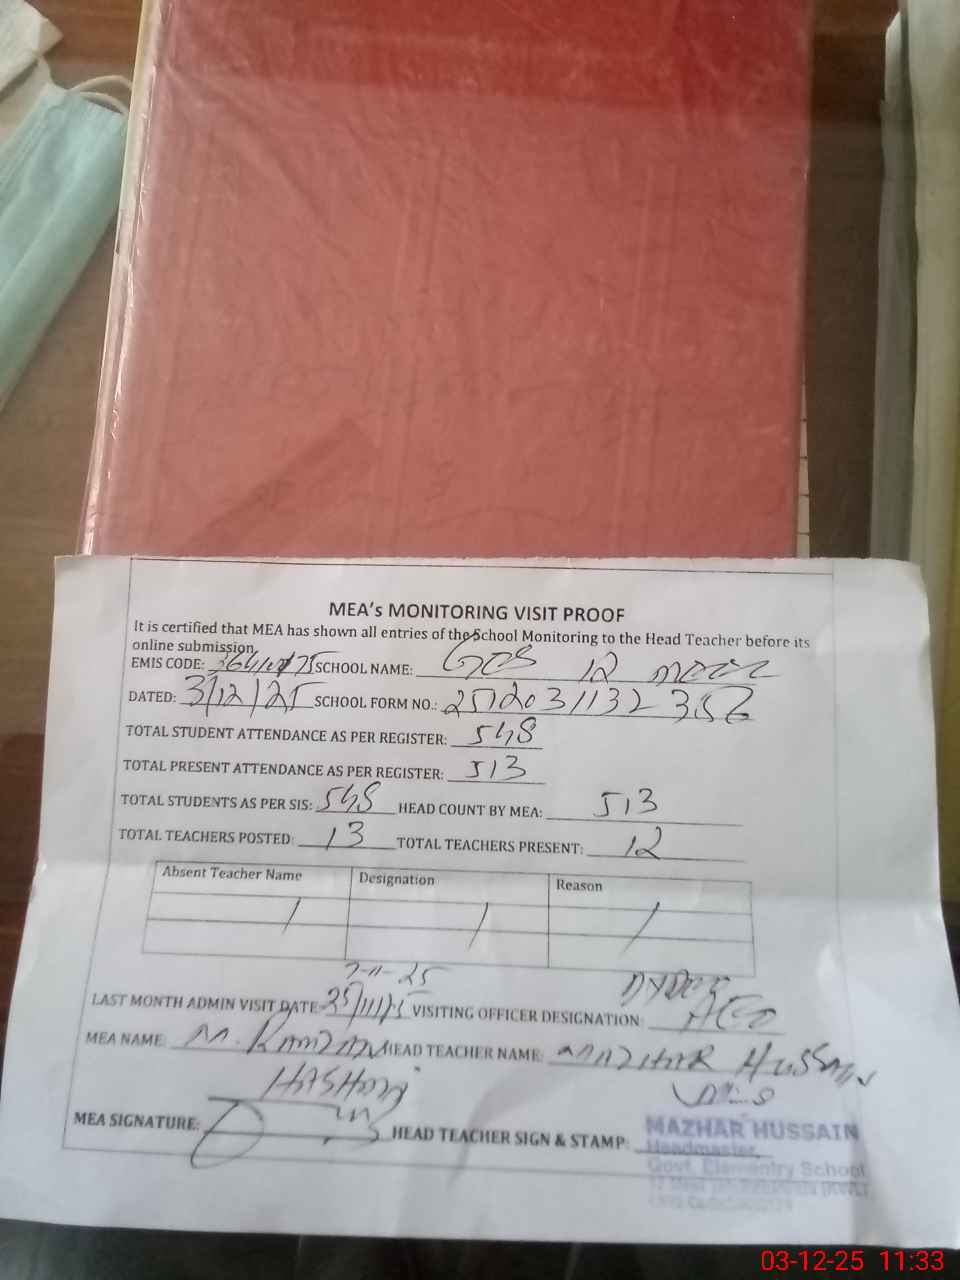 MEA's MONITORING VISIT PROOF
It is certified that MEA has shown all entries of the School Monitoring to the Head Teacher before its
online submission
EMIS CODE: SCHOOL NAME: GES 12
DATED: 3/12/25 SCHOOL FORM NO.: 2512031132 356
TOTAL STUDENT ATTENDANCE AS PER REGISTER: 548
TOTAL PRESENT ATTENDANCE AS PER REGISTER: 513
TOTAL STUDENTS AS PER SIS: 548 HEAD COUNT BY MEA: 513
TOTAL TEACHERS POSTED: 13 TOTAL TEACHERS PRESENT: 12
Absent Teacher Name Designation Reason
/ / /
7-11-25 DYDEO
LAST MONTH ADMIN VISIT DATE: 25/11/25 VISITING OFFICER DESIGNATION: AEO
MEA NAME: M. RAMZAN HEAD TEACHER NAME: MAZHAR HUSSAIN
HASHMI
MEA SIGNATURE: HEAD TEACHER SIGN & STAMP:
MAZHAR HUSSAIN
Headmaster
Govt. Elementry School
03-12-25 11:33